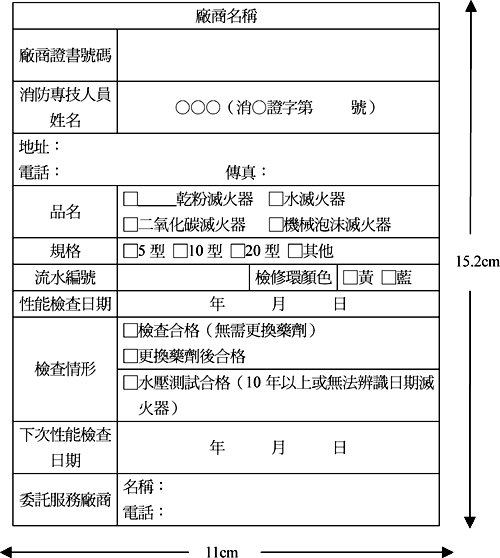 廠商名稱
廠商證書號碼
消防專技人員
姓名
○○○（消○證字第　　號）
地址：
電話：　　　　　　　　傳真：
品名
□_____乾粉滅火器　□水滅火器
□二氧化碳滅火器　□機械泡沫滅火器
規格
□5 型 □10 型 □20 型 □其他
流水編號
檢修環顏色
□黃 □藍
性能檢查日期
年　　月　　日
檢查情形
□檢查合格（無需更換藥劑）
□更換藥劑後合格
□水壓測試合格（10 年以上或無法辨識日期滅
火器）
下次性能檢查
日期
年　　月　　日
委託服務廠商
名稱：
電話：
15.2cm
11cm